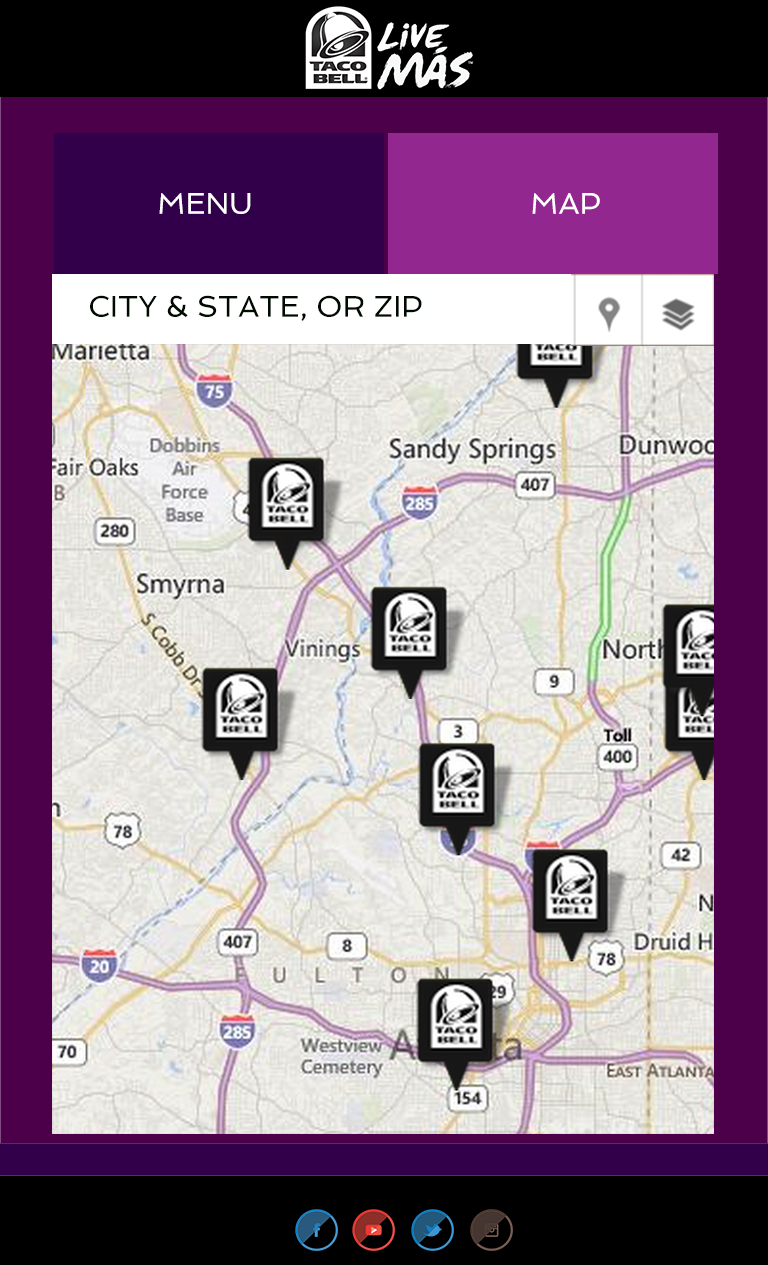 TACO BELL
LiVE MÁS
MENU
MAP
CITY & STATE, OR ZIP
Marietta
TACO BELL
75
Sandy Springs
Dunwoo
Dobbins
Air
Force
Base
Fair Oaks
B
407
285
TACO BELL
280
Smyrna
S Cobb Dr
TACO BELL
Vinings
North
TACO BELL
9
TACO BELL
TACO BELL
3
Toll
400
TACO BELL
78
42
TACO BELL
N
407
8
Druid H
78
20
FULTON
29
285
TACO BELL
Westview
Cemetery
A ta
70
EAST ATLANTA
154